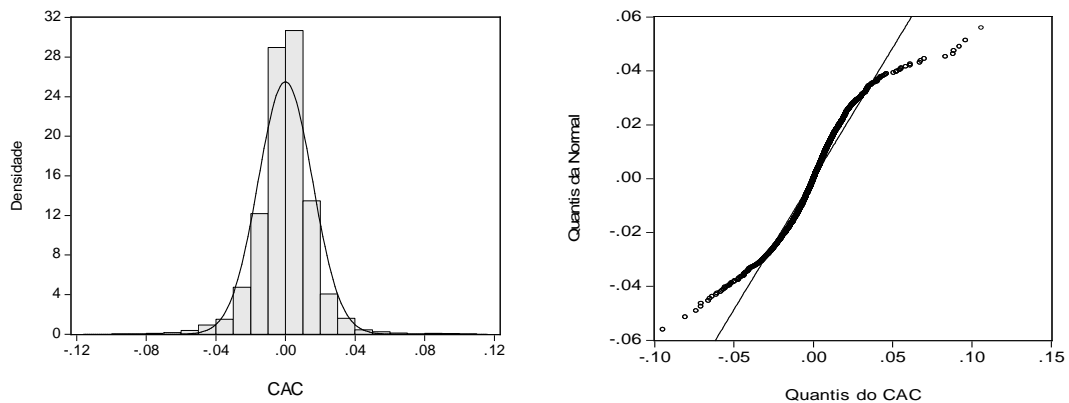 32
28
24
20
16
12
8
4
0
Densidade
-.12 -.08 -.04 .00 .04 .08 .12
CAC
.06
.04
.02
.00
-.02
-.04
-.06
Quantis da Normal
-.10 -.05 .00 .05 .10 .15
Quantis do CAC